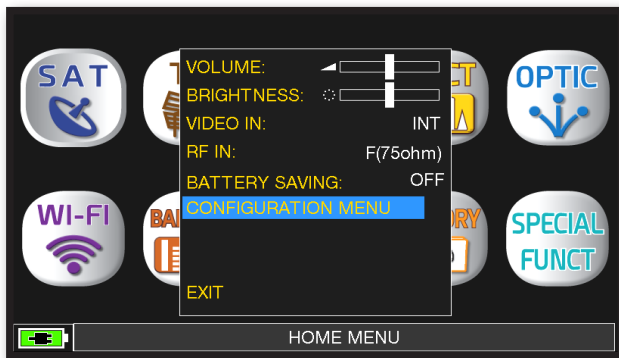 SAT
OPTIC
VOLUME:
BRIGHTNESS:
VIDEO IN: INT
RF IN: F(75ohm)
BATTERY SAVING: OFF
CONFIGURATION MENU
EXIT
WI-FI
SPECIAL
FUNCT
HOME MENU